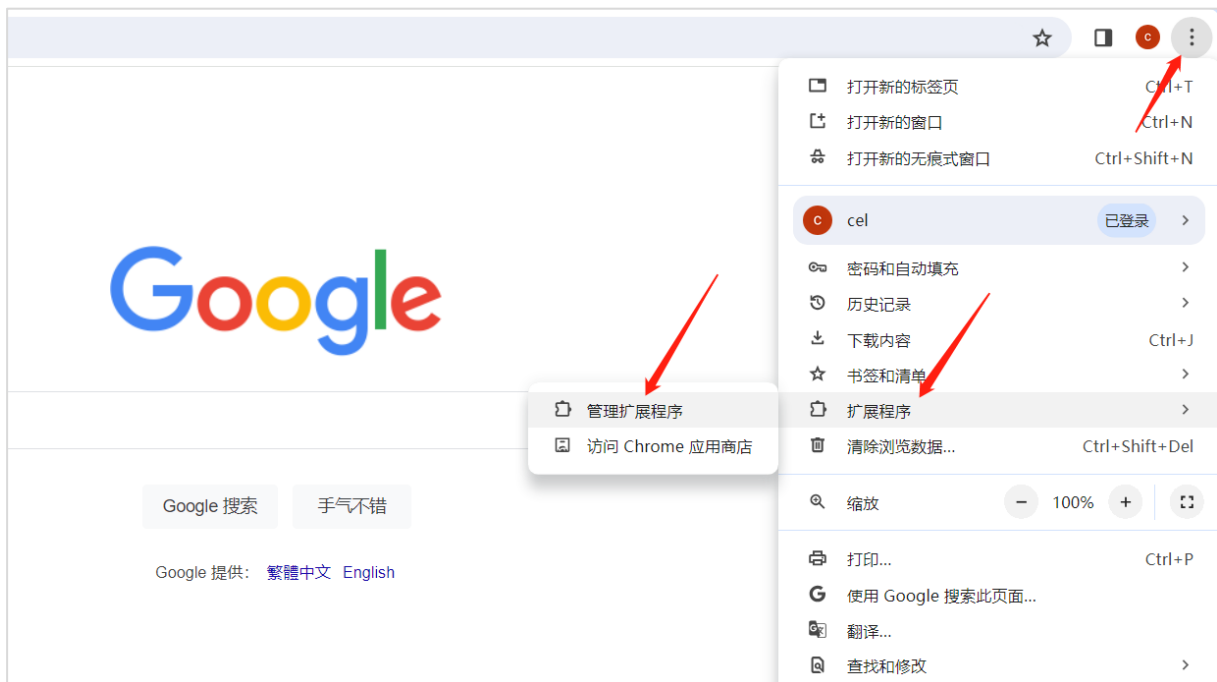 C
打开新的标签页 Ctrl+T
打开新的窗口 Ctrl+N
打开新的无痕式窗口 Ctrl+Shift+N
C cel 已登录
密码和自动填充
历史记录
下载内容 Ctrl+J
书签和清单
扩展程序
清除浏览数据... Ctrl+Shift+Del
缩放 − 100% +
打印... Ctrl+P
G 使用 Google 搜索此页面...
翻译...
查找和修改
管理扩展程序
访问 Chrome 应用商店
Google
Google 搜索 手气不错
Google 提供： 繁體中文 English